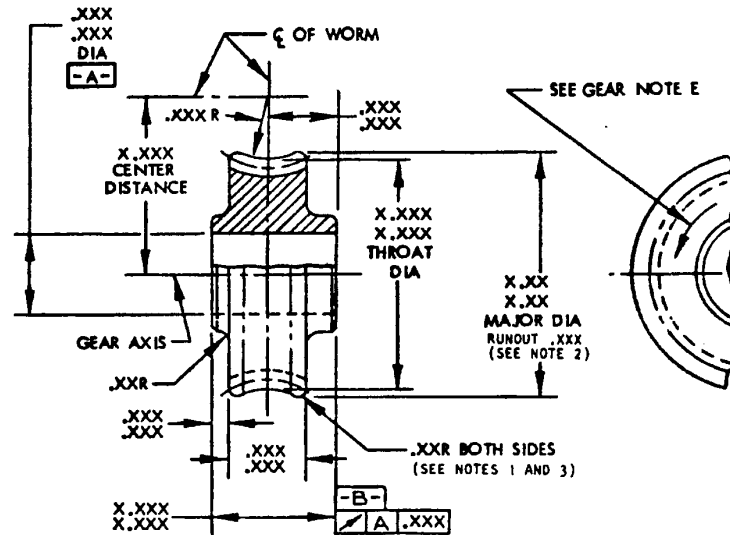 .XXX
.XXX
DIA
-A-
℄ OF WORM
.XXX R
.XXX
.XXX
SEE GEAR NOTE E
X.XXX
CENTER
DISTANCE
X.XXX
X.XXX
THROAT
DIA
X.XX
X.XX
MAJOR DIA
RUNOUT .XXX
(SEE NOTE 2)
GEAR AXIS
.XXR
.XXX
.XXX
.XXX
.XXX
.XXR BOTH SIDES
(SEE NOTES 1 AND 3)
X.XXX
X.XXX
-B-
↗ A .XXX